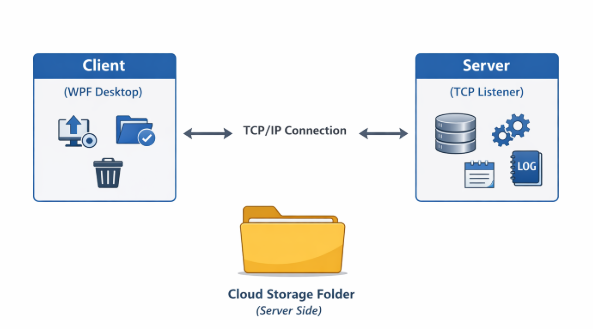 Client
(WPF Desktop)
TCP/IP Connection
Server
(TCP Listener)
LOG
Cloud Storage Folder
(Server Side)